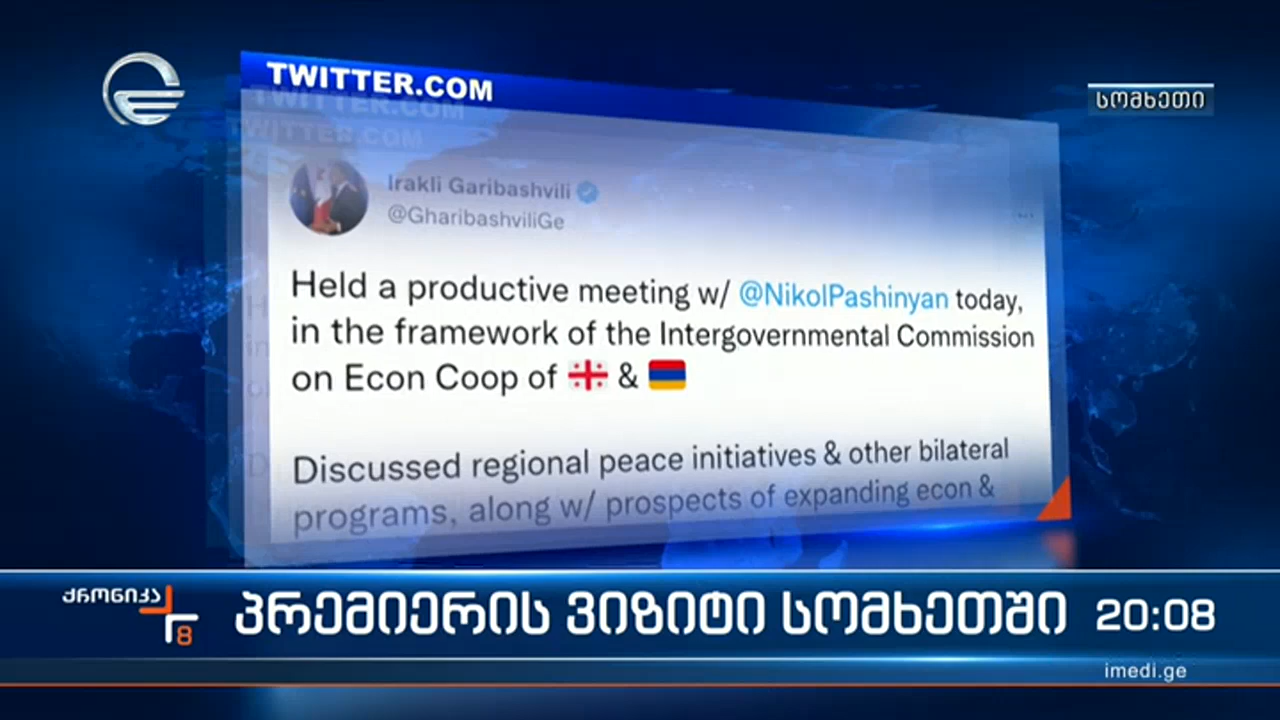 TWITTER.COM
სომხეთი
Irakli Garibashvili
@GharibashviliGe
Held a productive meeting w/ @NikolPashinyan today,
in the framework of the Intergovernmental Commission
on Econ Coop of 🇬🇪 & 🇦🇲
Discussed regional peace initiatives & other bilateral
programs, along w/ prospects of expanding econ &
ქრონიკა
8
პრემიერის ვიზიტი სომხეთში
20:08
imedi.ge